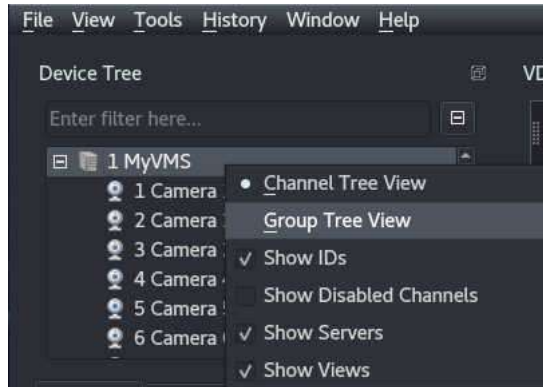 File View Tools History Window Help
Device Tree
Enter filter here...
1 MyVMS
1 Camera
2 Camera
3 Camera
4 Camera
5 Camera
6 Camera
Channel Tree View
Group Tree View
Show IDs
Show Disabled Channels
Show Servers
Show Views